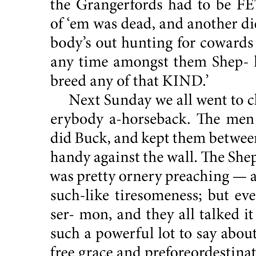 the Grangerfords had to be FE
of ‘em was dead, and another di
body’s out hunting for cowards
any time amongst them Shep-
breed any of that KIND.’
Next Sunday we all went to c
erybody a-horseback. The men
did Buck, and kept them betwee
handy against the wall. The Shep
was pretty ornery preaching — a
such-like tiresomeness; but eve
ser- mon, and they all talked it
such a powerful lot to say about
free grace and preforeordestinat